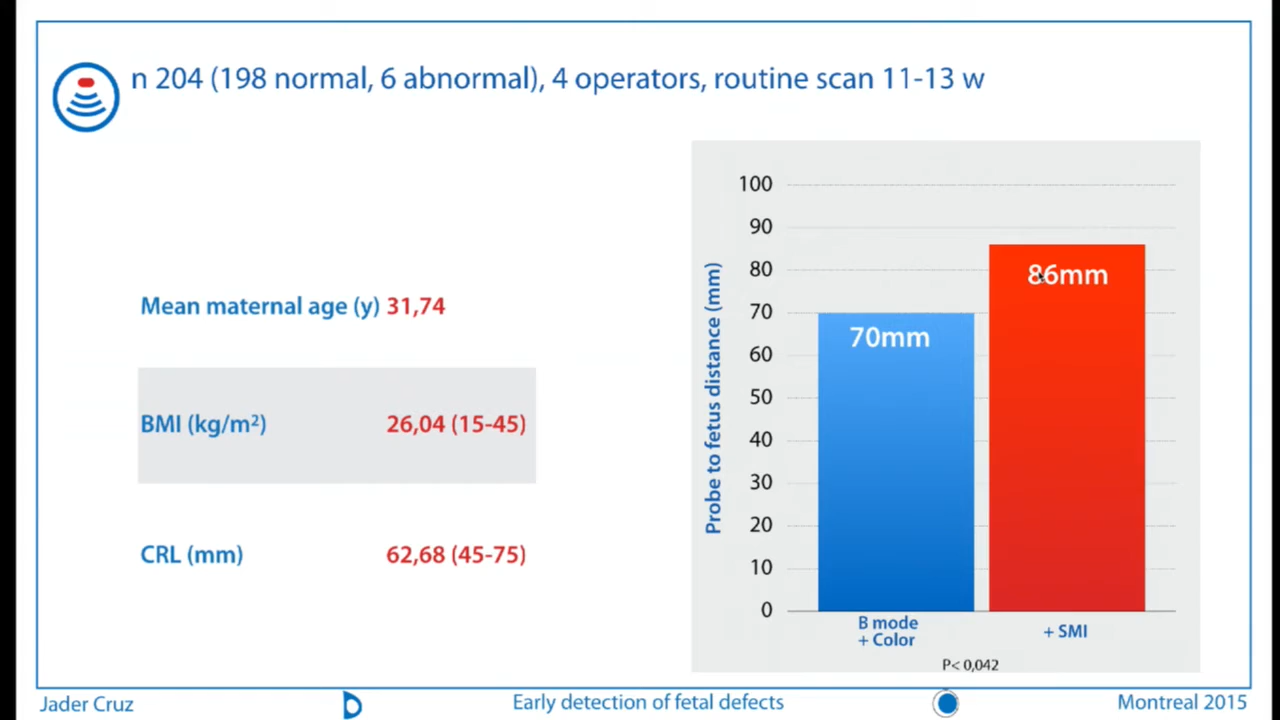 n 204 (198 normal, 6 abnormal), 4 operators, routine scan 11-13 w
Mean maternal age (y) 31,74
BMI (kg/m²) 26,04 (15-45)
CRL (mm) 62,68 (45-75)
Probe to fetus distance (mm)
100
90
80
70
60
50
40
30
20
10
0
86mm
70mm
B mode
+ Color
+ SMI
P< 0,042
Jader Cruz
Early detection of fetal defects
Montreal 2015